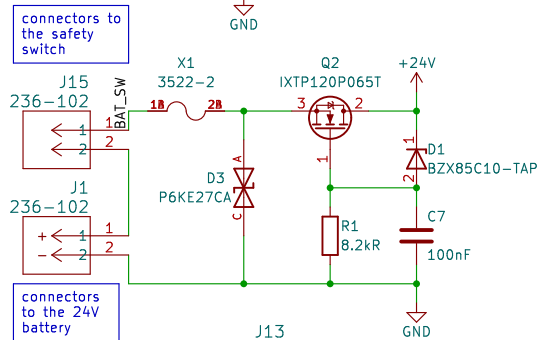 GND
connectors to
the safety
switch
X1
3522-2
Q2
IXTP120P065T
+24V
J15
236-102
BAT_SW
1
1
2
2
3
2
1
J1
236-102
+
1
-
2
D3
P6KE27CA
A
C
1
D1
BZX85C10-TAP
2
R1
8.2kR
C7
100nF
connectors
to the 24V
battery
J13
GND